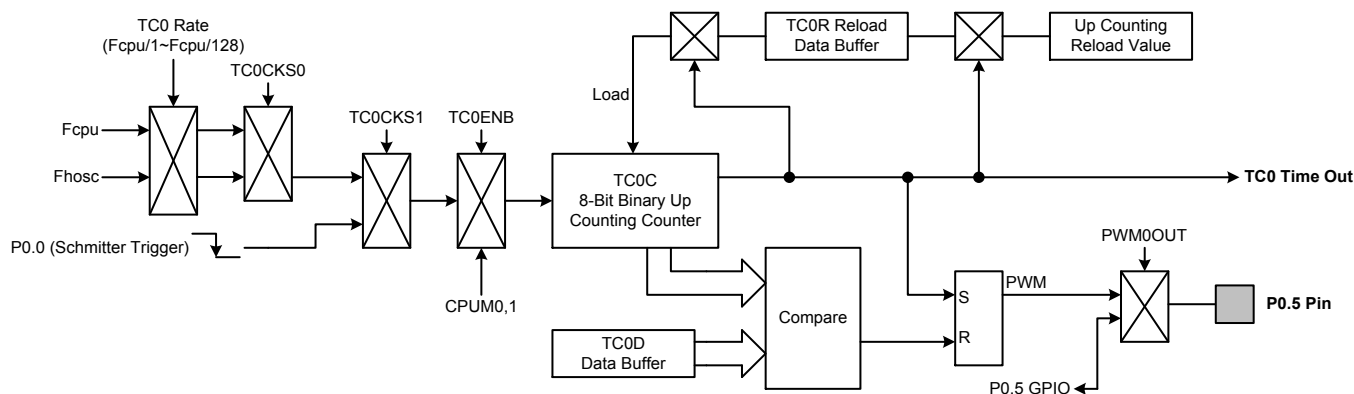 TC0 Rate
(Fcpu/1~Fcpu/128)
TC0CKS0
Fcpu
Fhosc
P0.0 (Schmitter Trigger)
TC0CKS1
TC0ENB
CPUM0,1
Load
TC0R Reload
Data Buffer
Up Counting
Reload Value
TC0C
8-Bit Binary Up
Counting Counter
TC0 Time Out
TC0D
Data Buffer
Compare
S
R
PWM
PWM0OUT
P0.5 Pin
P0.5 GPIO